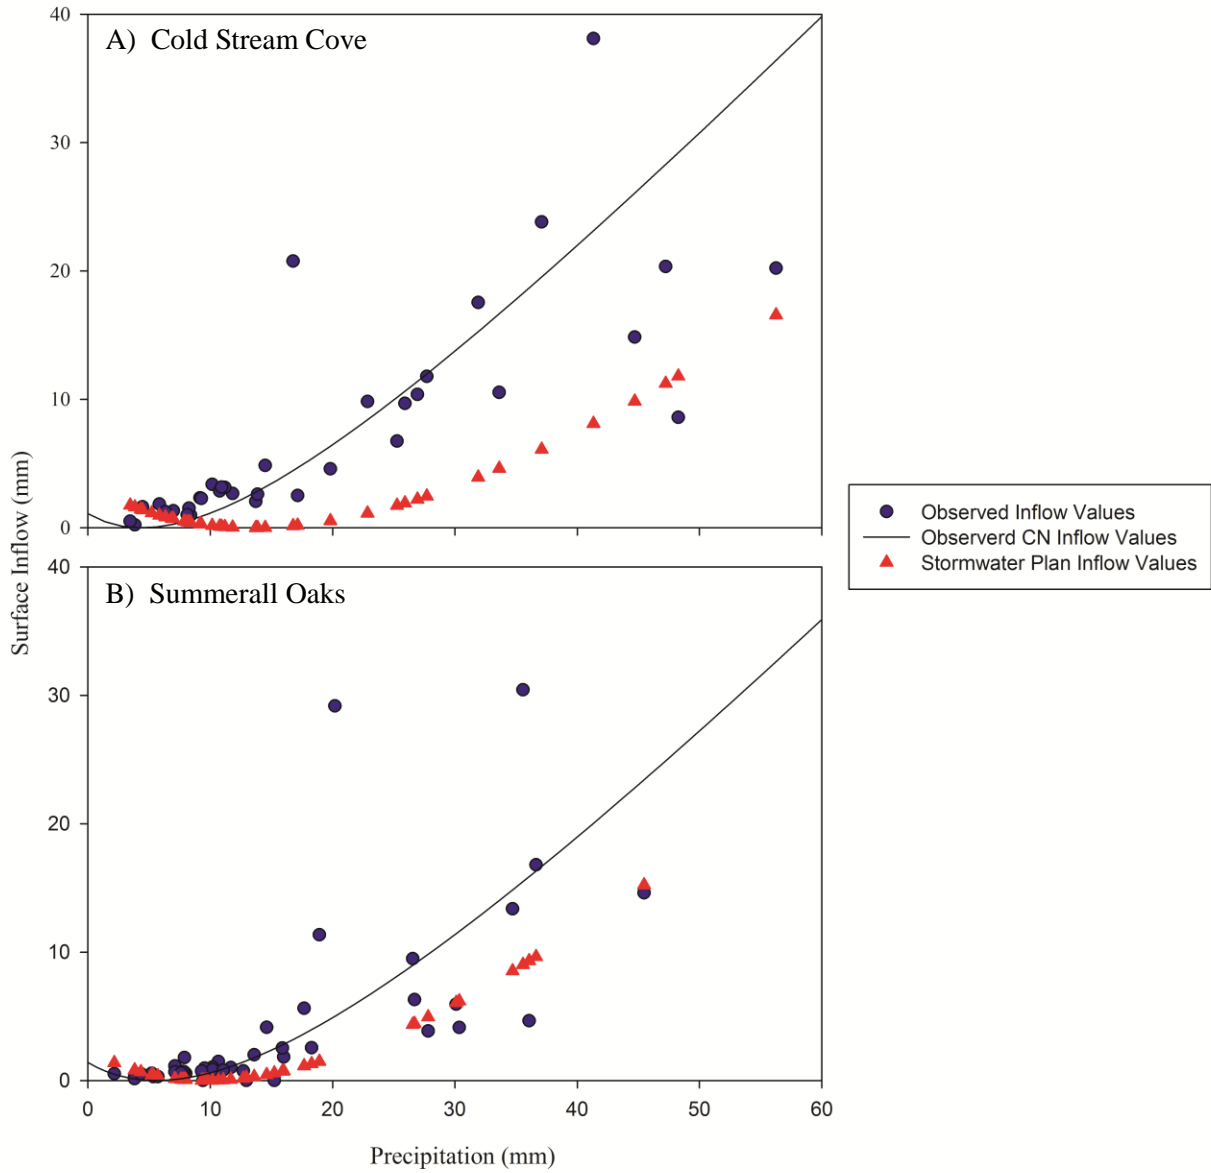 40
A) Cold Stream Cove
30
20
10
0
Surface Inflow (mm)
Observed Inflow Values
Observerd CN Inflow Values
Stormwater Plan Inflow Values
40
B) Summerall Oaks
30
20
10
0
0 10 20 30 40 50 60
Precipitation (mm)